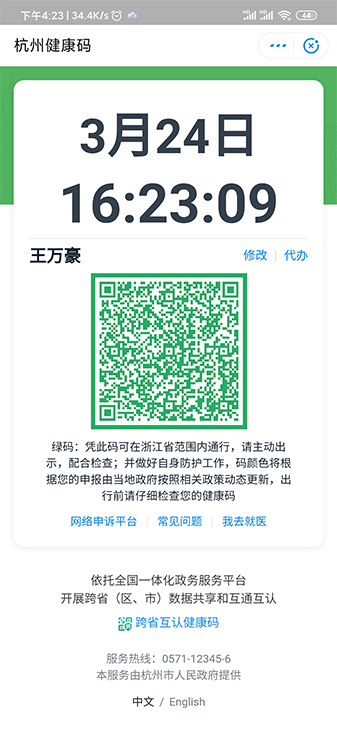 下午4:23 | 34.4K/s
44
杭州健康码
3月24日
16:23:09
王万豪
修改 | 代办
绿码：凭此码可在浙江省范围内通行，请主动出
示，配合检查；并做好自身防护工作，码颜色将根
据您的申报由当地政府按照相关政策动态更新，出
行前请仔细检查您的健康码
网络申诉平台 | 常见问题 | 我去就医
依托全国一体化政务服务平台
开展跨省（区、市）数据共享和互通互认
跨省互认健康码
服务热线：0571-12345-6
本服务由杭州市人民政府提供
中文 / English